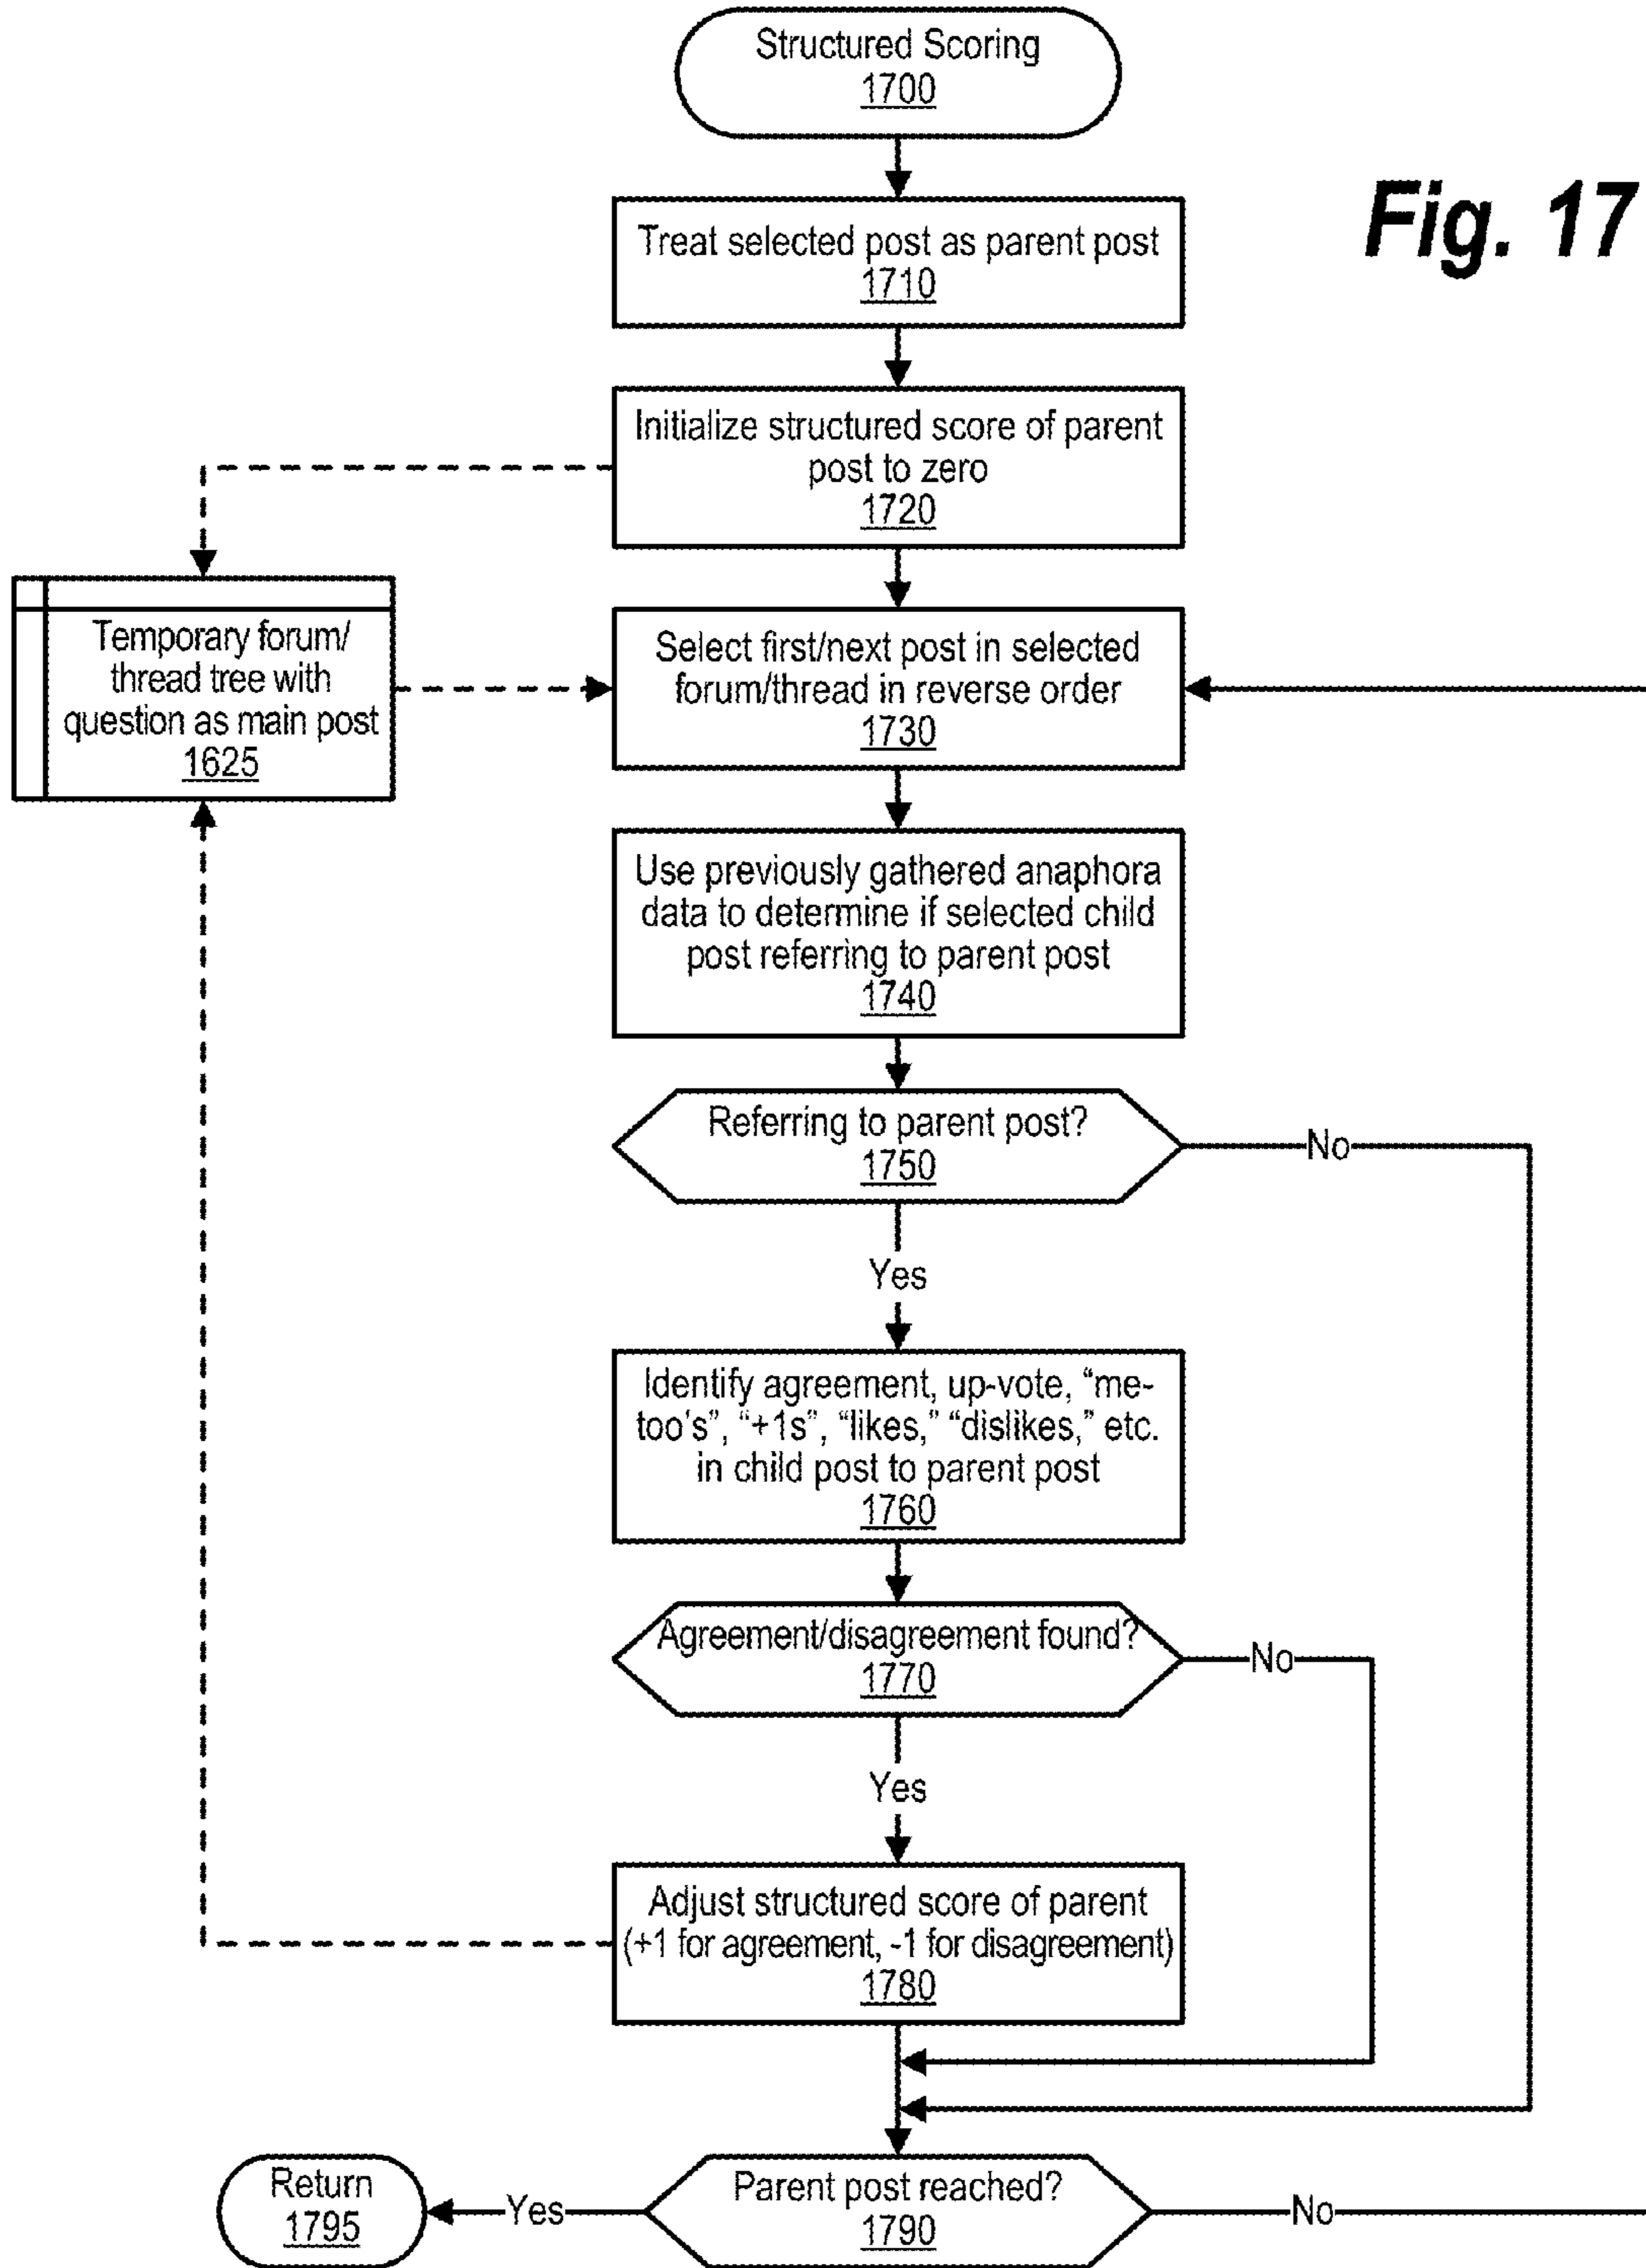 Structured Scoring
1700
Fig. 17
Treat selected post as parent post
1710
Initialize structured score of parent
post to zero
1720
Temporary forum/
thread tree with
question as main post
1625
Select first/next post in selected
forum/thread in reverse order
1730
Use previously gathered anaphora
data to determine if selected child
post referring to parent post
1740
Referring to parent post?
1750
No
Yes
Identify agreement, up-vote, “me-
too’s”, “+1s”, “likes,” “dislikes,” etc.
in child post to parent post
1760
Agreement/disagreement found?
1770
No
Yes
Adjust structured score of parent
(+1 for agreement, -1 for disagreement)
1780
Return
1795
Yes
Parent post reached?
1790
No